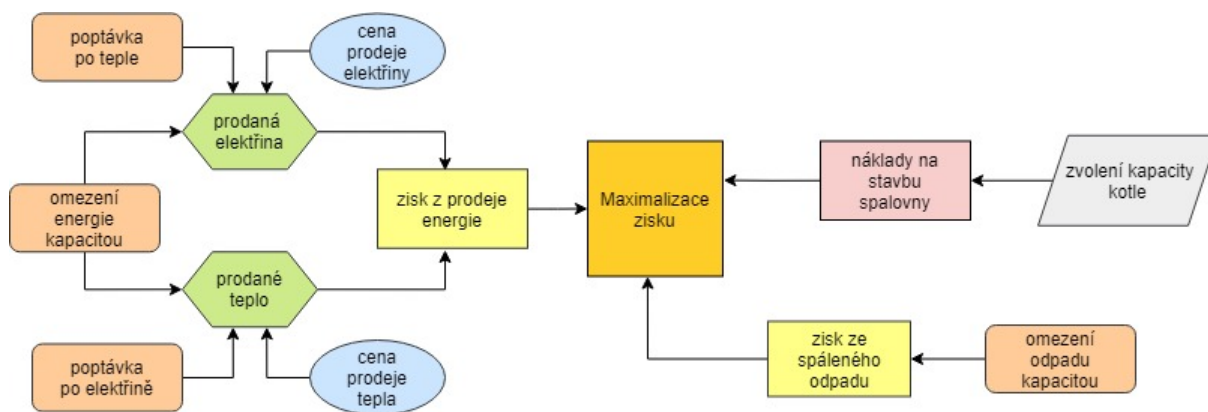 poptávka
po teple
cena
prodeje
elektřiny
prodaná
elektřina
omezení
energie
kapacitou
zisk z prodeje
energie
Maximalizace
zisku
náklady na
stavbu
spalovny
zvolení kapacity
kotle
prodané
teplo
poptávka
po elektřině
cena
prodeje
tepla
zisk ze
spáleného
odpadu
omezení
odpadu
kapacitou